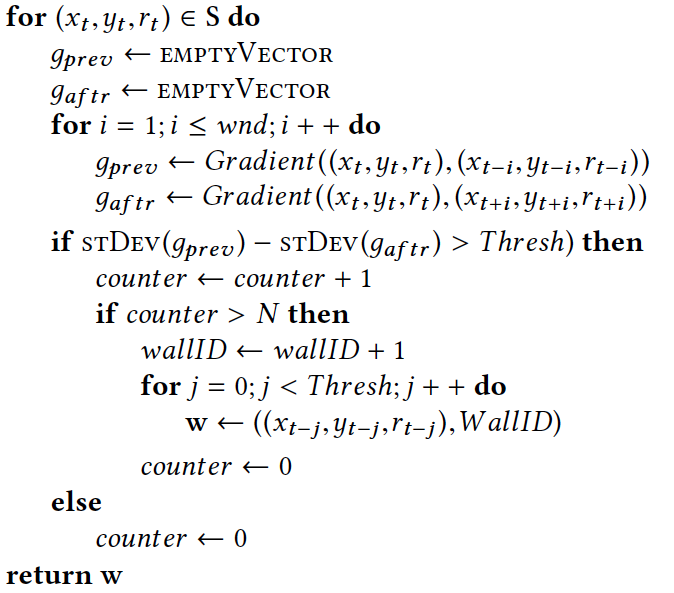 for (x_t, y_t, r_t) ∈ S do
g_prev ← EMPTYVECTOR
g_aftr ← EMPTYVECTOR
for i = 1; i ≤ wnd; i + + do
g_prev ← Gradient((x_t, y_t, r_t), (x_{t−i}, y_{t−i}, r_{t−i}))
g_aftr ← Gradient((x_t, y_t, r_t), (x_{t+i}, y_{t+i}, r_{t+i}))
if STDEV(g_prev) − STDEV(g_aftr) > Thresh) then
counter ← counter + 1
if counter > N then
wallID ← wallID + 1
for j = 0; j < Thresh; j + + do
w ← ((x_{t−j}, y_{t−j}, r_{t−j}), WallID)
counter ← 0
else
counter ← 0
return w